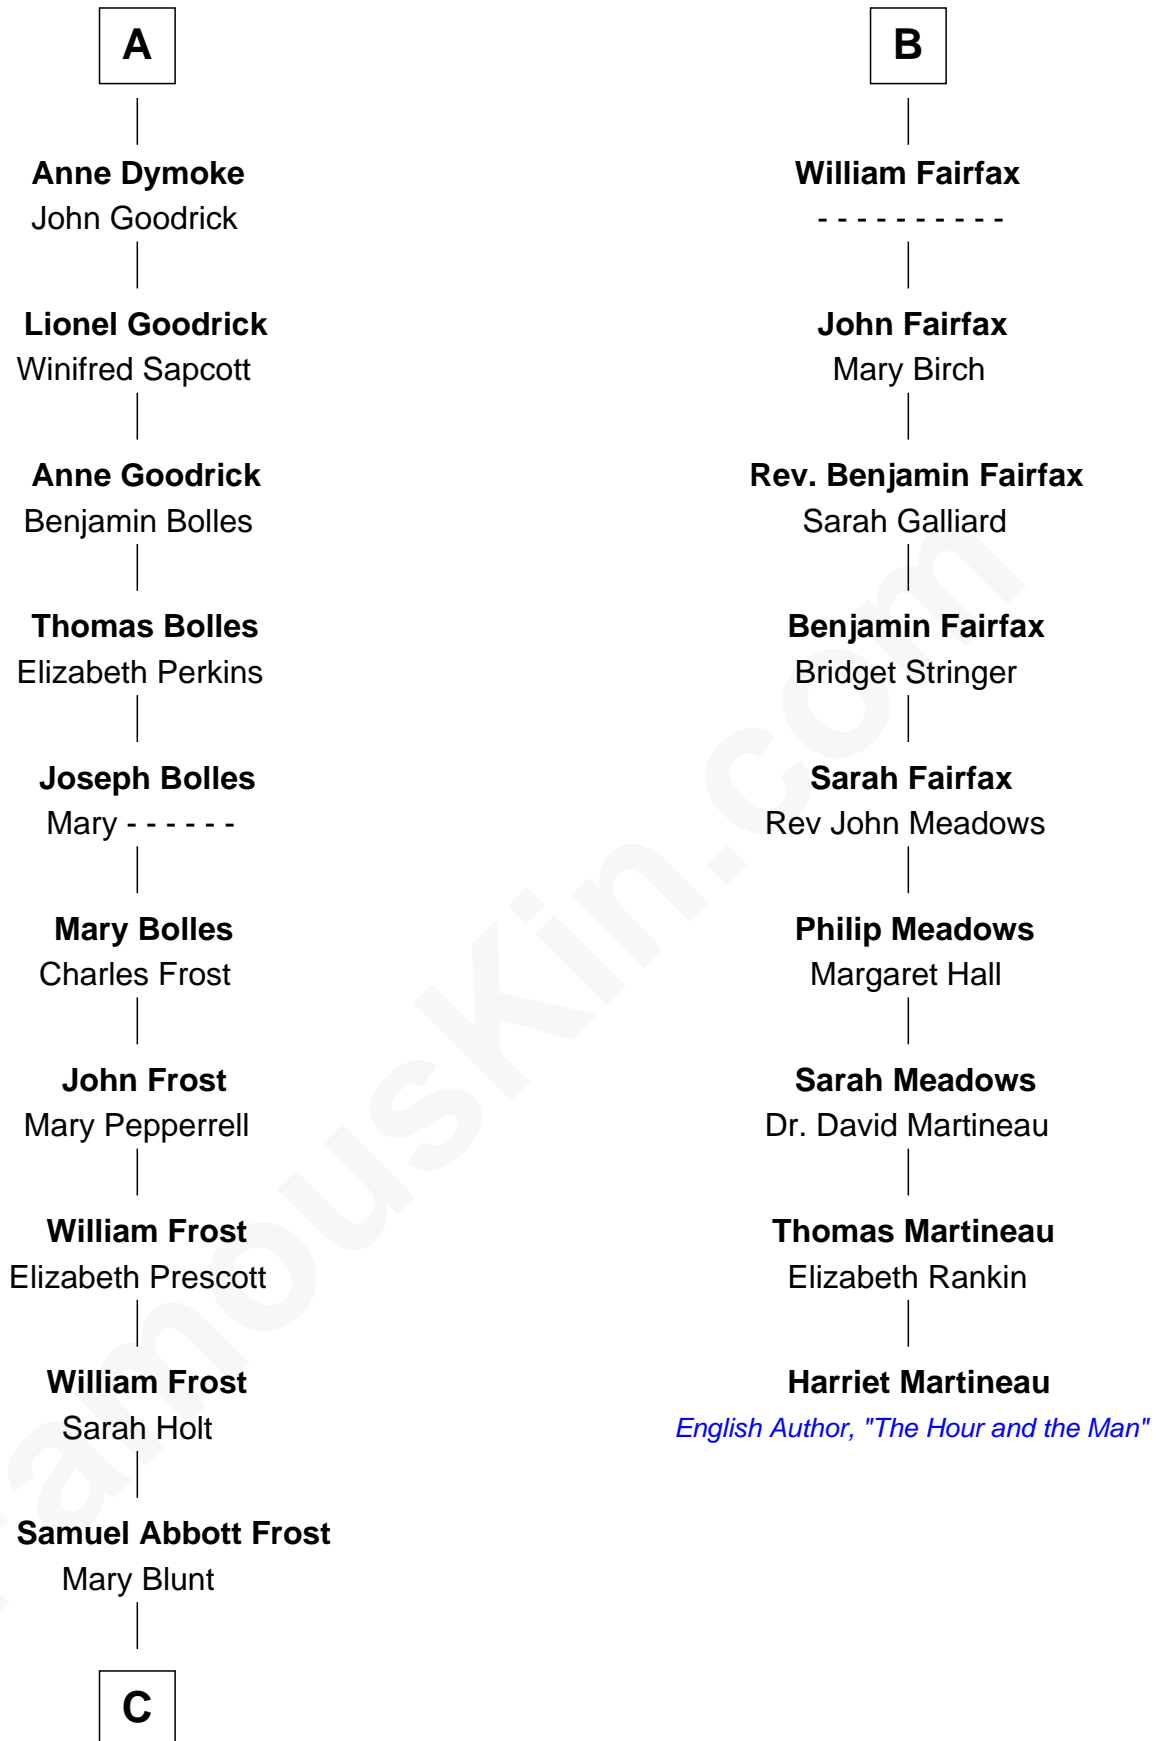 A
Anne Dymoke
John Goodrick
Lionel Goodrick
Winifred Sapcott
Anne Goodrick
Benjamin Bolles
Thomas Bolles
Elizabeth Perkins
Joseph Bolles
Mary - - - - - -
Mary Bolles
Charles Frost
John Frost
Mary Pepperrell
William Frost
Elizabeth Prescott
William Frost
Sarah Holt
Samuel Abbott Frost
Mary Blunt
C
B
William Fairfax
- - - - - - - - - -
John Fairfax
Mary Birch
Rev. Benjamin Fairfax
Sarah Galliard
Benjamin Fairfax
Bridget Stringer
Sarah Fairfax
Rev John Meadows
Philip Meadows
Margaret Hall
Sarah Meadows
Dr. David Martineau
Thomas Martineau
Elizabeth Rankin
Harriet Martineau
English Author, "The Hour and the Man"
FamousKin.com